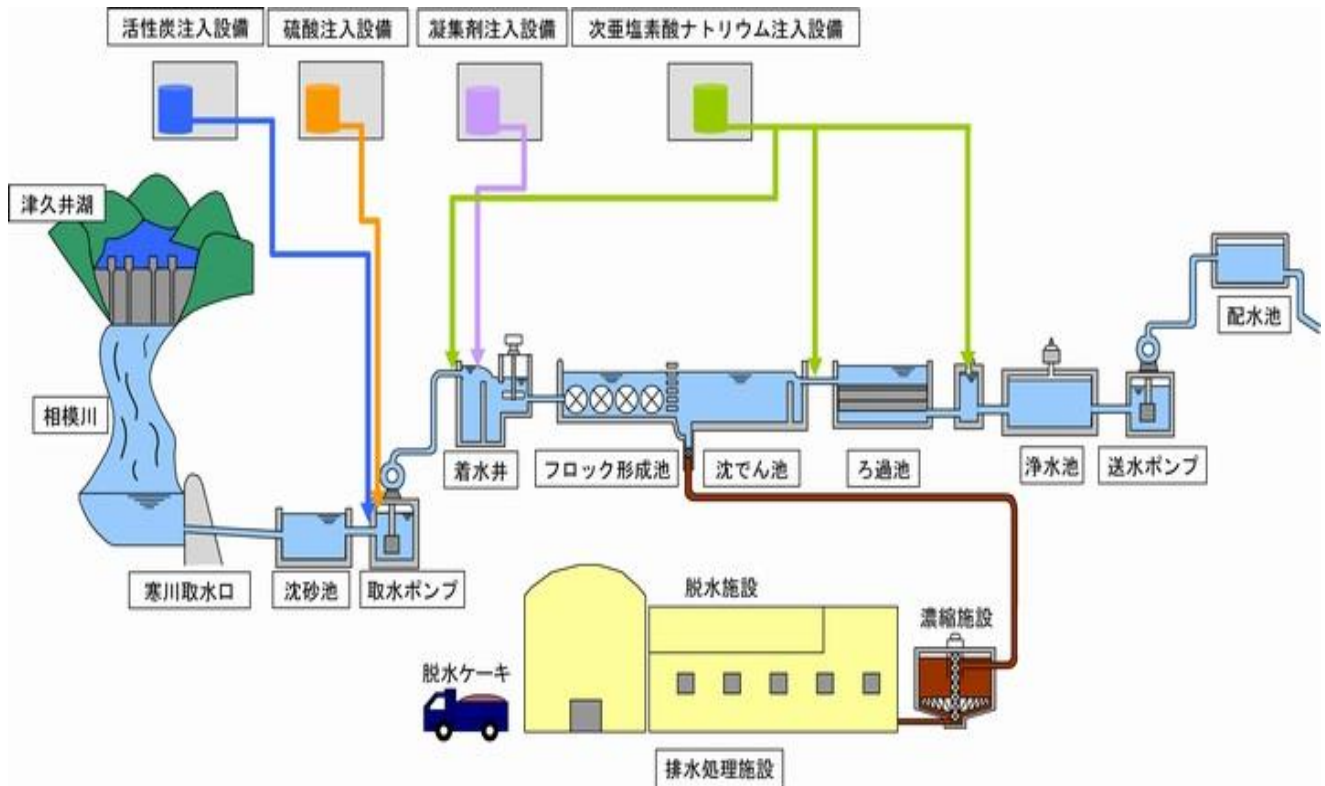 活性炭注入設備
硫酸注入設備
凝集剤注入設備
次亜塩素酸ナトリウム注入設備
津久井湖
相模川
配水池
着水井
フロック形成池
沈でん池
ろ過池
浄水池
送水ポンプ
寒川取水口
沈砂池
取水ポンプ
脱水施設
濃縮施設
脱水ケーキ
排水処理施設